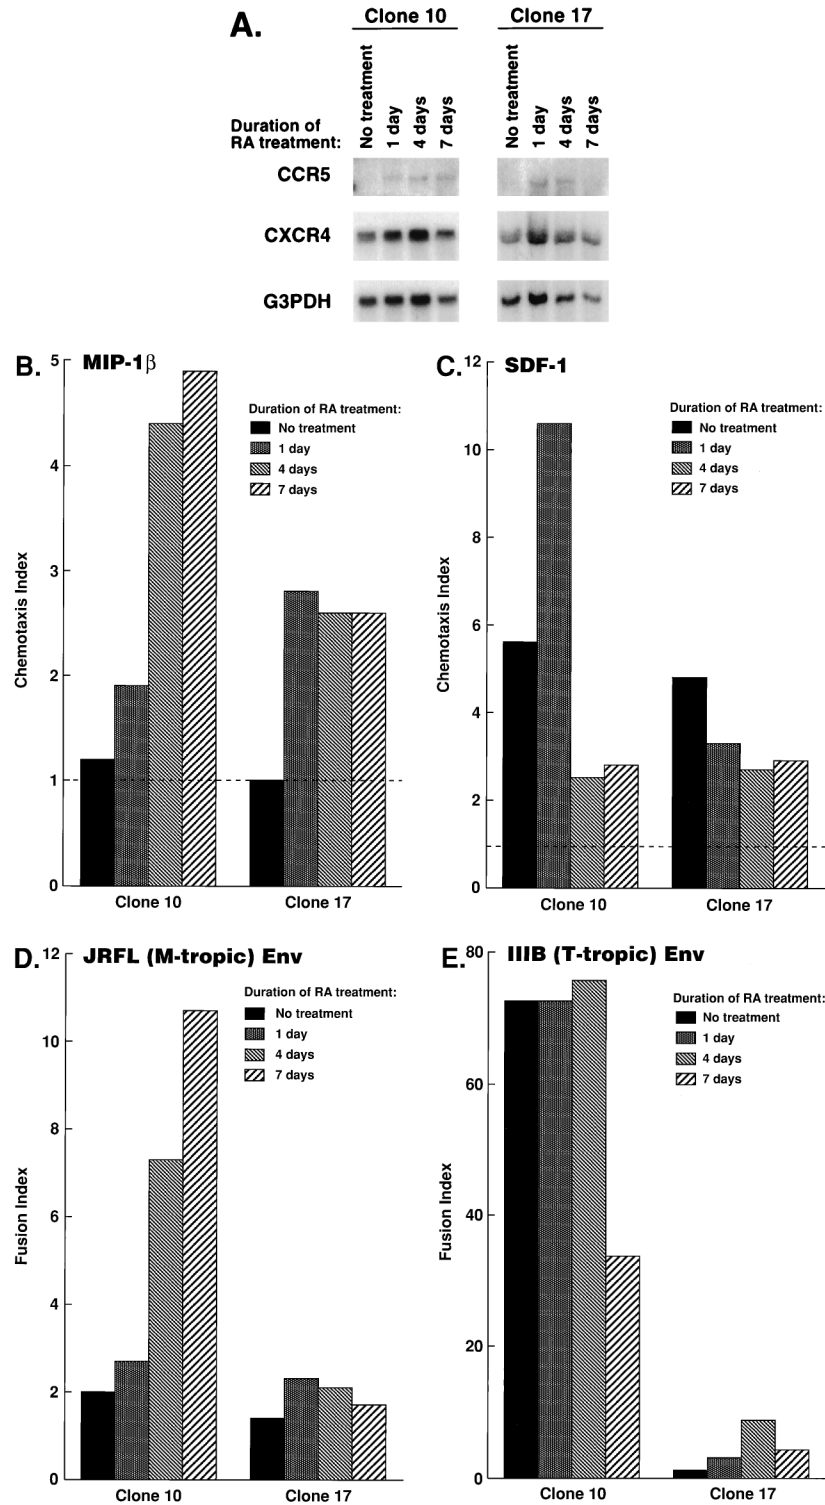 A.
Clone 10
Clone 17
Duration of
RA treatment:
No treatment
1 day
4 days
7 days
No treatment
1 day
4 days
7 days
CCR5
CXCR4
G3PDH
B. MIP-1β
Duration of RA treatment:
No treatment
1 day
4 days
7 days
Chemotaxis Index
5
4
3
2
1
0
Clone 10
Clone 17
C. SDF-1
Duration of RA treatment:
No treatment
1 day
4 days
7 days
Chemotaxis Index
12
10
8
6
4
2
0
Clone 10
Clone 17
D. JRFL (M-tropic) Env
Duration of RA treatment:
No treatment
1 day
4 days
7 days
Fusion Index
12
10
8
6
4
2
0
Clone 10
Clone 17
E. IIIB (T-tropic) Env
Duration of RA treatment:
No treatment
1 day
4 days
7 days
Fusion Index
80
60
40
20
0
Clone 10
Clone 17